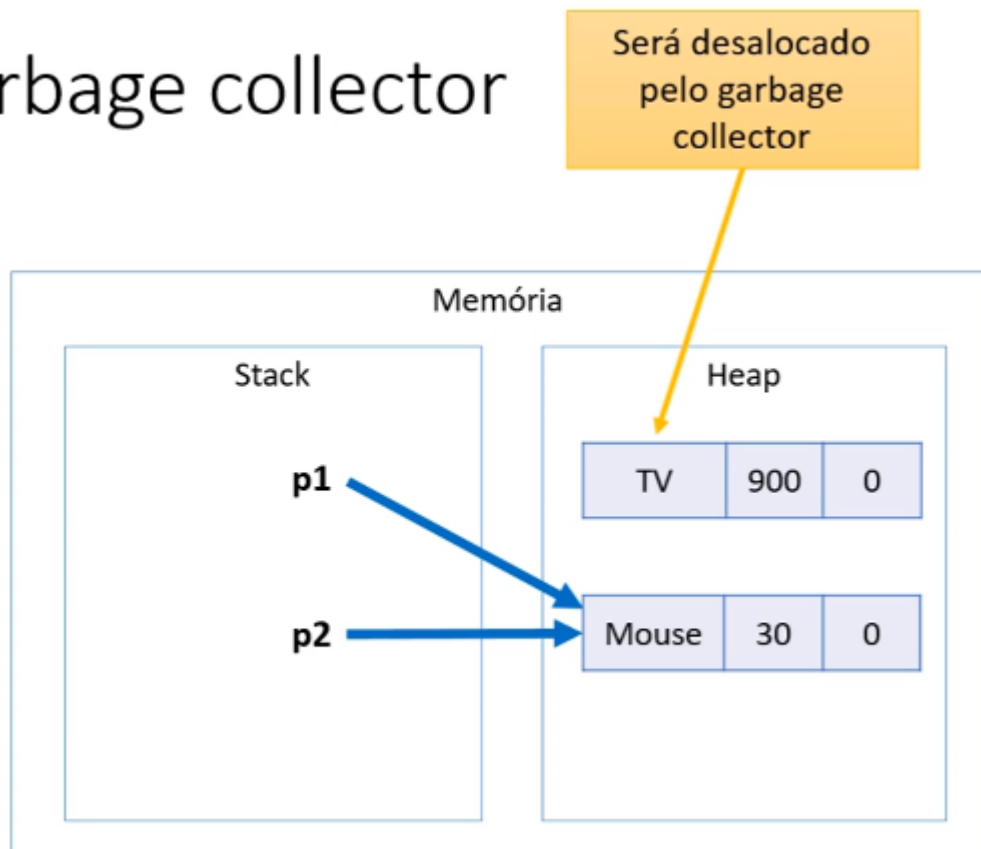 rbage collector
Será desalocado
pelo garbage
collector
Memória
Stack
Heap
p1
TV 900 0
p2
Mouse 30 0